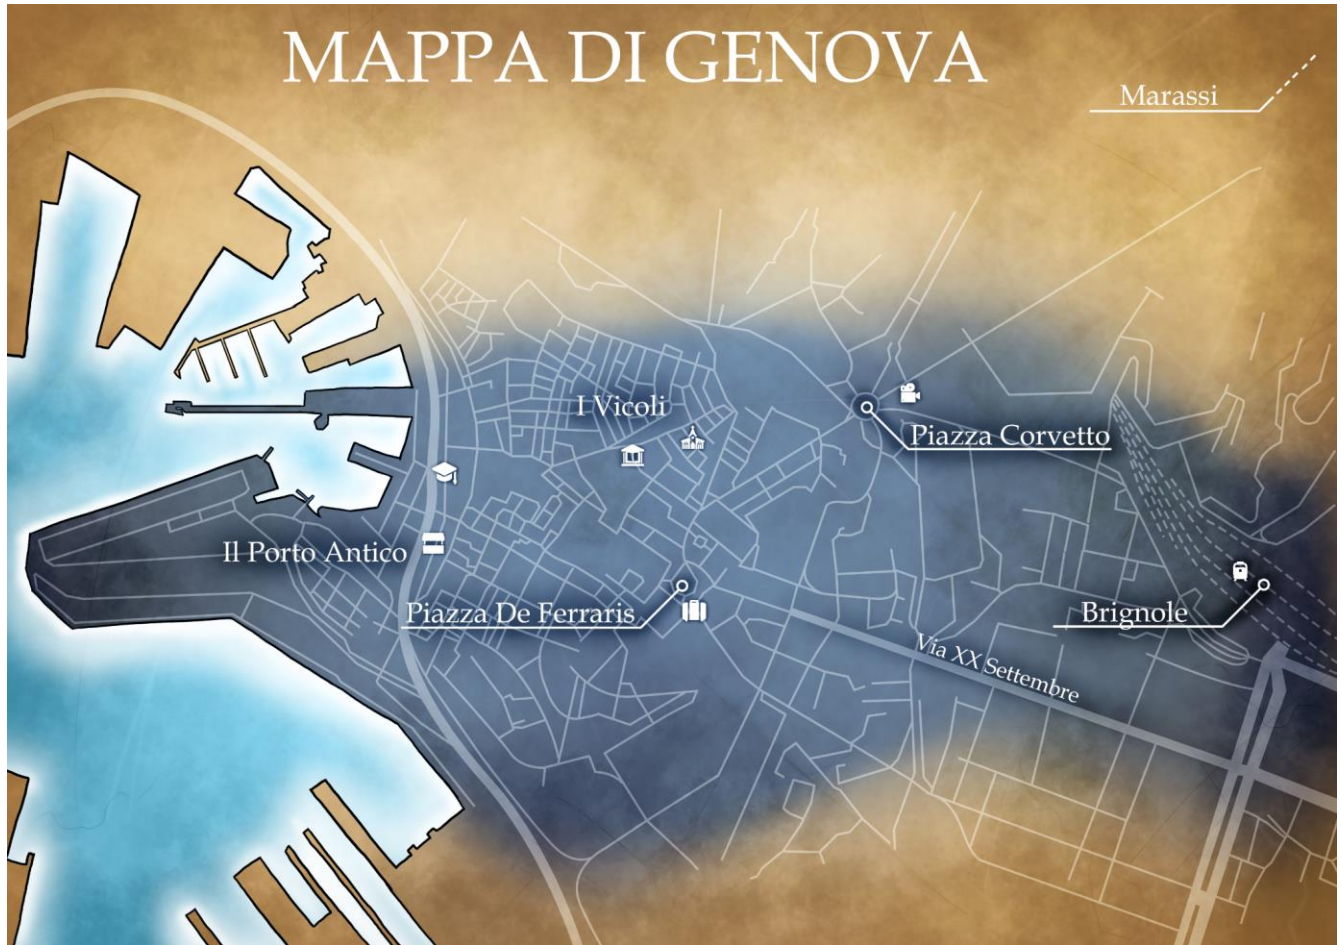 MAPPA DI GENOVA
Marassi
I Vicoli
Piazza Corvetto
Il Porto Antico
Piazza De Ferraris
Brignole
Via XX Settembre